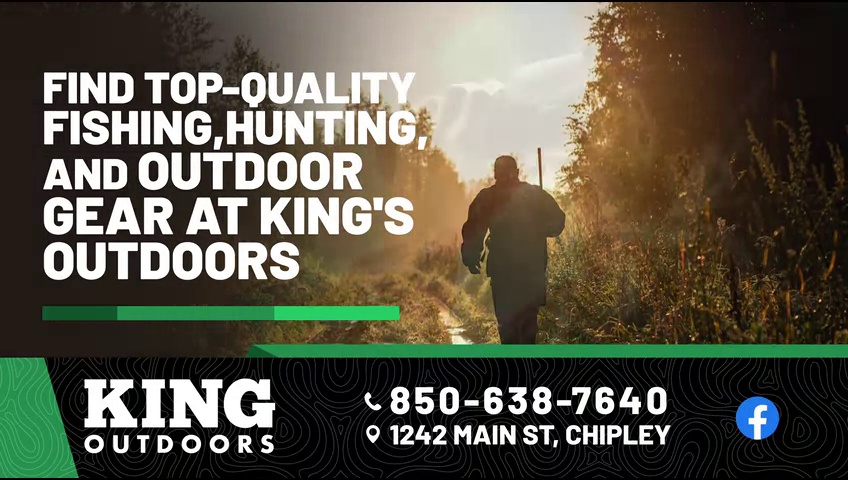 FIND TOP-QUALITY
FISHING,HUNTING,
AND OUTDOOR
GEAR AT KING'S
OUTDOORS
KING
OUTDOORS
850-638-7640
1242 MAIN ST, CHIPLEY